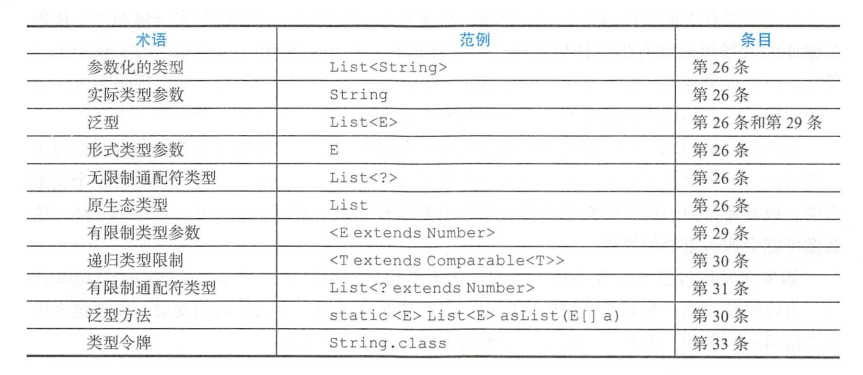 术语 范例 条目
参数化的类型 List<String> 第 26 条
实际类型参数 String 第 26 条
泛型 List<E> 第 26 条和第 29 条
形式类型参数 E 第 26 条
无限制通配符类型 List<?> 第 26 条
原生态类型 List 第 26 条
有限制类型参数 <E extends Number> 第 29 条
递归类型限制 <T extends Comparable<T>> 第 30 条
有限制通配符类型 List<? extends Number> 第 31 条
泛型方法 static <E> List<E> asList(E[] a) 第 30 条
类型令牌 String.class 第 33 条